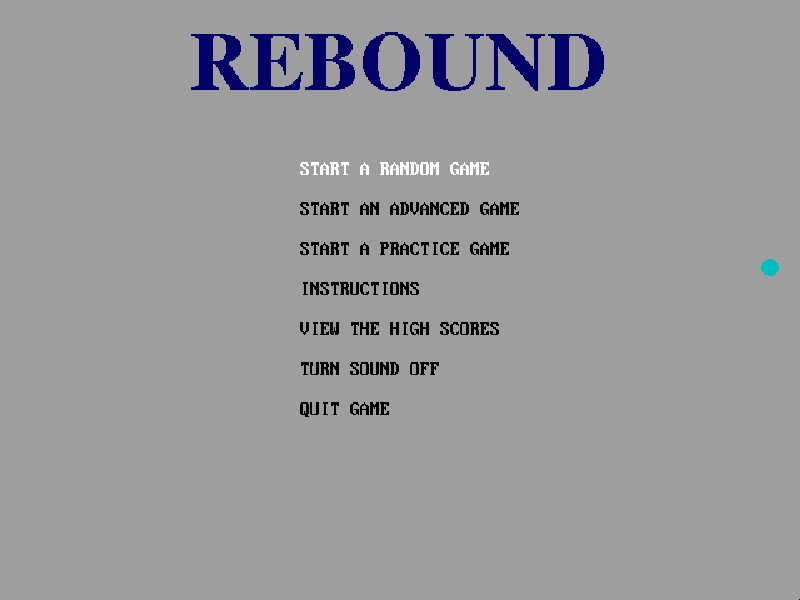 REBOUND
START A RANDOM GAME
START AN ADVANCED GAME
START A PRACTICE GAME
INSTRUCTIONS
VIEW THE HIGH SCORES
TURN SOUND OFF
QUIT GAME